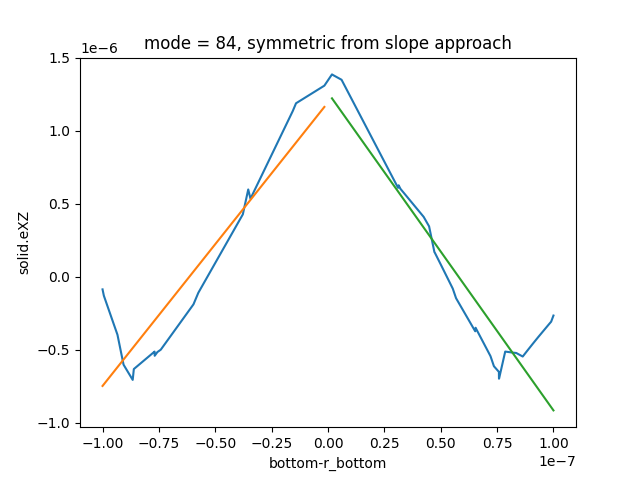 mode = 84, symmetric from slope approach
1e−6
1.5
1.0
0.5
0.0
−0.5
−1.0
solid.eXZ
−1.00 −0.75 −0.50 −0.25 0.00 0.25 0.50 0.75 1.00
bottom-r_bottom
1e−7